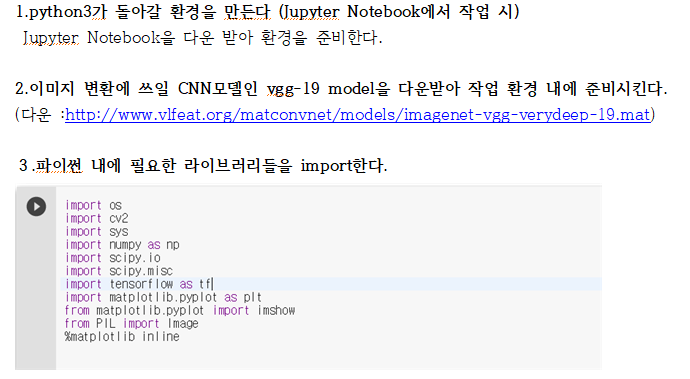 1.python3가 돌아갈 환경을 만든다 (Jupyter Notebook에서 작업 시)
Jupyter Notebook을 다운 받아 환경을 준비한다.
2.이미지 변환에 쓰일 CNN모델인 vgg-19 model을 다운받아 작업 환경 내에 준비시킨다.
(다운 :http://www.vlfeat.org/matconvnet/models/imagenet-vgg-verydeep-19.mat)
3.파이썬 내에 필요한 라이브러리들을 import한다.
import os
import cv2
import sys
import numpy as np
import scipy.io
import scipy.misc
import tensorflow as tf
import matplotlib.pyplot as plt
from matplotlib.pyplot import imshow
from PIL import Image
%matplotlib inline